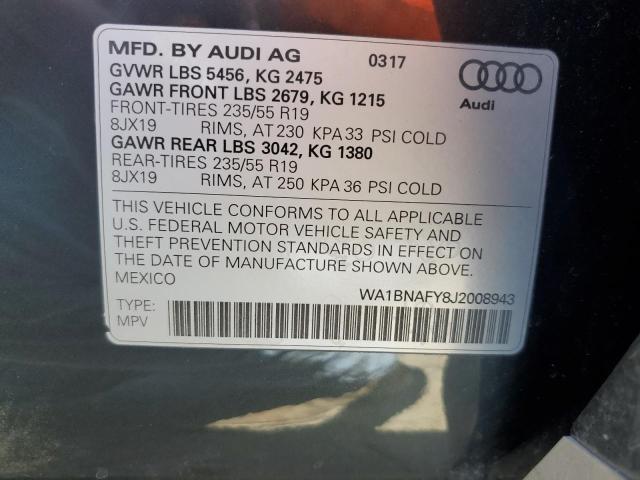 MFD. BY AUDI AG 0317
GVWR LBS 5456, KG 2475
GAWR FRONT LBS 2679, KG 1215
Audi
FRONT-TIRES 235/55 R19
8JX19 RIMS, AT 230 KPA 33 PSI COLD
GAWR REAR LBS 3042, KG 1380
REAR-TIRES 235/55 R19
8JX19 RIMS, AT 250 KPA 36 PSI COLD
THIS VEHICLE CONFORMS TO ALL APPLICABLE
U.S. FEDERAL MOTOR VEHICLE SAFETY AND
THEFT PREVENTION STANDARDS IN EFFECT ON
THE DATE OF MANUFACTURE SHOWN ABOVE.
MEXICO
WA1BNAFY8J2008943
TYPE:
MPV